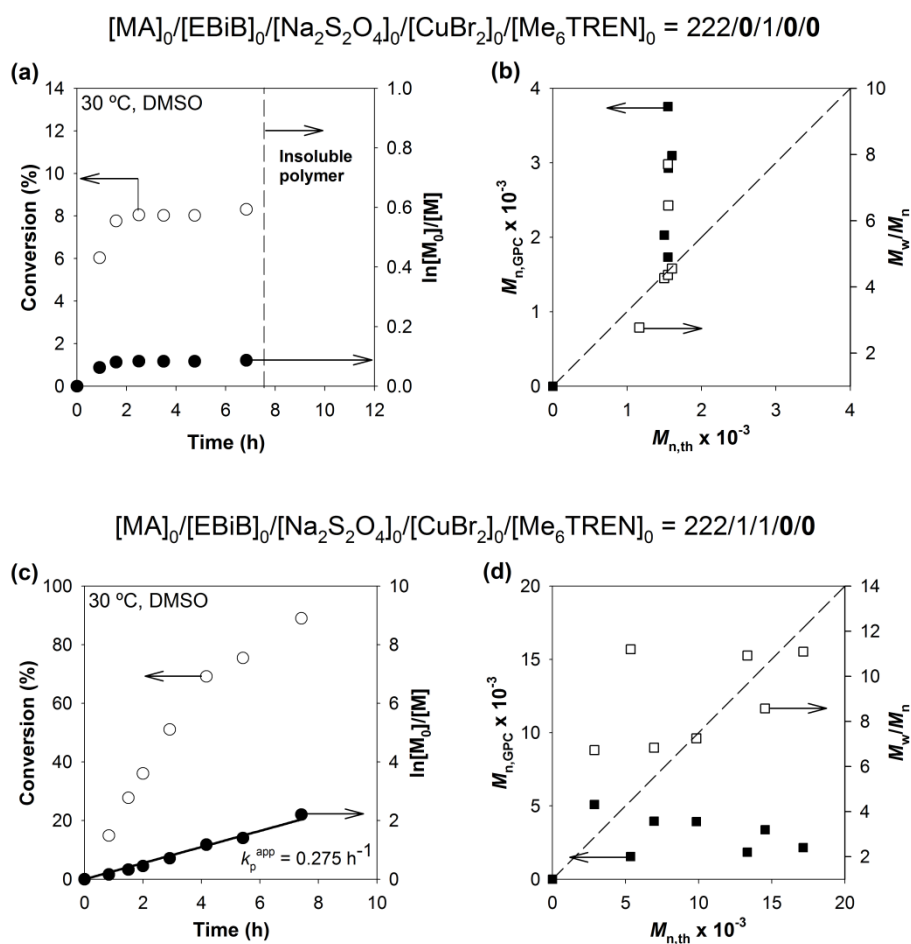 [MA]₀/[EBiB]₀/[Na₂S₂O₄]₀/[CuBr₂]₀/[Me₆TREN]₀ = 222/0/1/0/0
(a)
30 ºC, DMSO
Insoluble
polymer
14
12
10
8
6
4
2
0
Conversion (%)
1.0
0.8
0.6
0.4
0.2
0.0
ln[M₀]/[M]
0 2 4 6 8 10 12
Time (h)
(b)
4
3
2
1
0
Mn,GPC x 10⁻³
10
8
6
4
2
Mw/Mn
0 1 2 4
Mn,th x 10⁻³
[MA]₀/[EBiB]₀/[Na₂S₂O₄]₀/[CuBr₂]₀/[Me₆TREN]₀ = 222/1/1/0/0
(c)
30 ºC, DMSO
kpᵃᵖᵖ = 0.275 h⁻¹
100
80
60
40
20
0
Conversion (%)
10
8
6
4
2
0
ln[M₀]/[M]
0 2 4 6 8 10
Time (h)
(d)
20
15
10
5
0
Mn,GPC x 10⁻³
14
12
10
8
6
4
2
Mw/Mn
0 5 10 15 20
Mn,th x 10⁻³